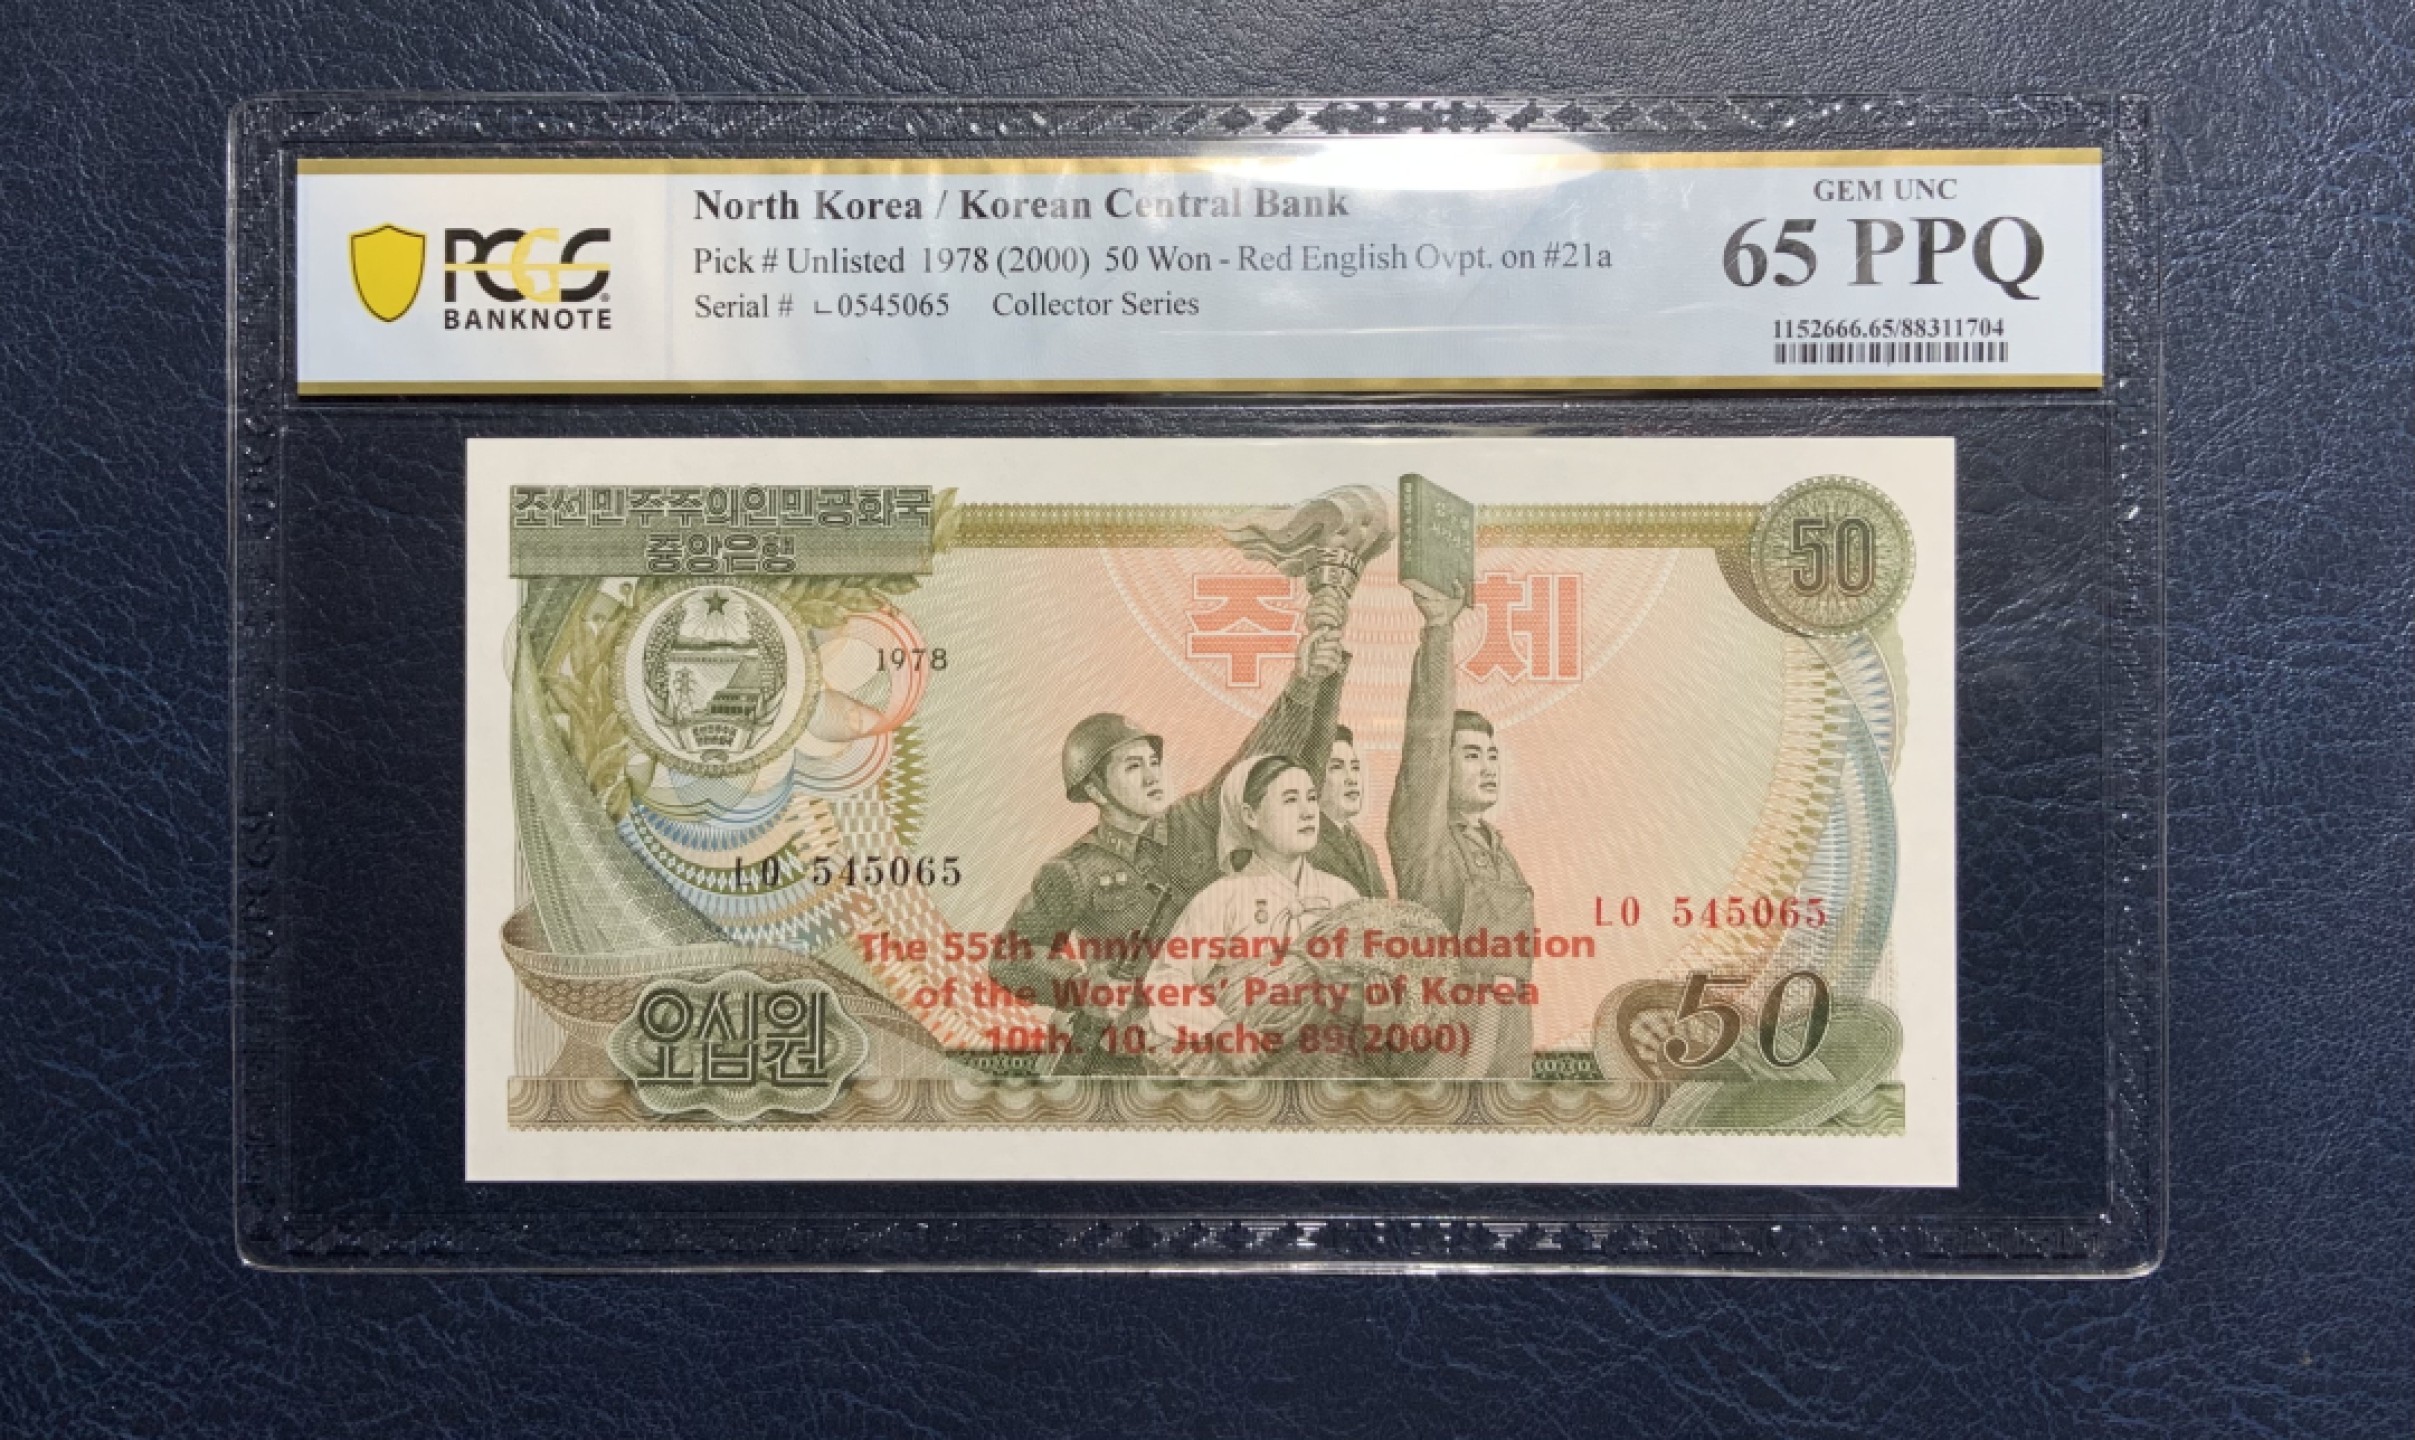 PCGS
BANKNOTE
North Korea / Korean Central Bank
Pick # Unlisted 1978 (2000) 50 Won - Red English Ovpt. on #21a
Serial # ㄴ0545065 Collector Series
GEM UNC
65 PPQ
1152666.65/88311704
조선민주주의인민공화국
중앙은행
50
주체
1978
ㄴ0 545065
ㄴ0 545065
The 55th Anniversary of Foundation
of the Workers' Party of Korea
10th. 10. Juche 89(2000)
오십원
50